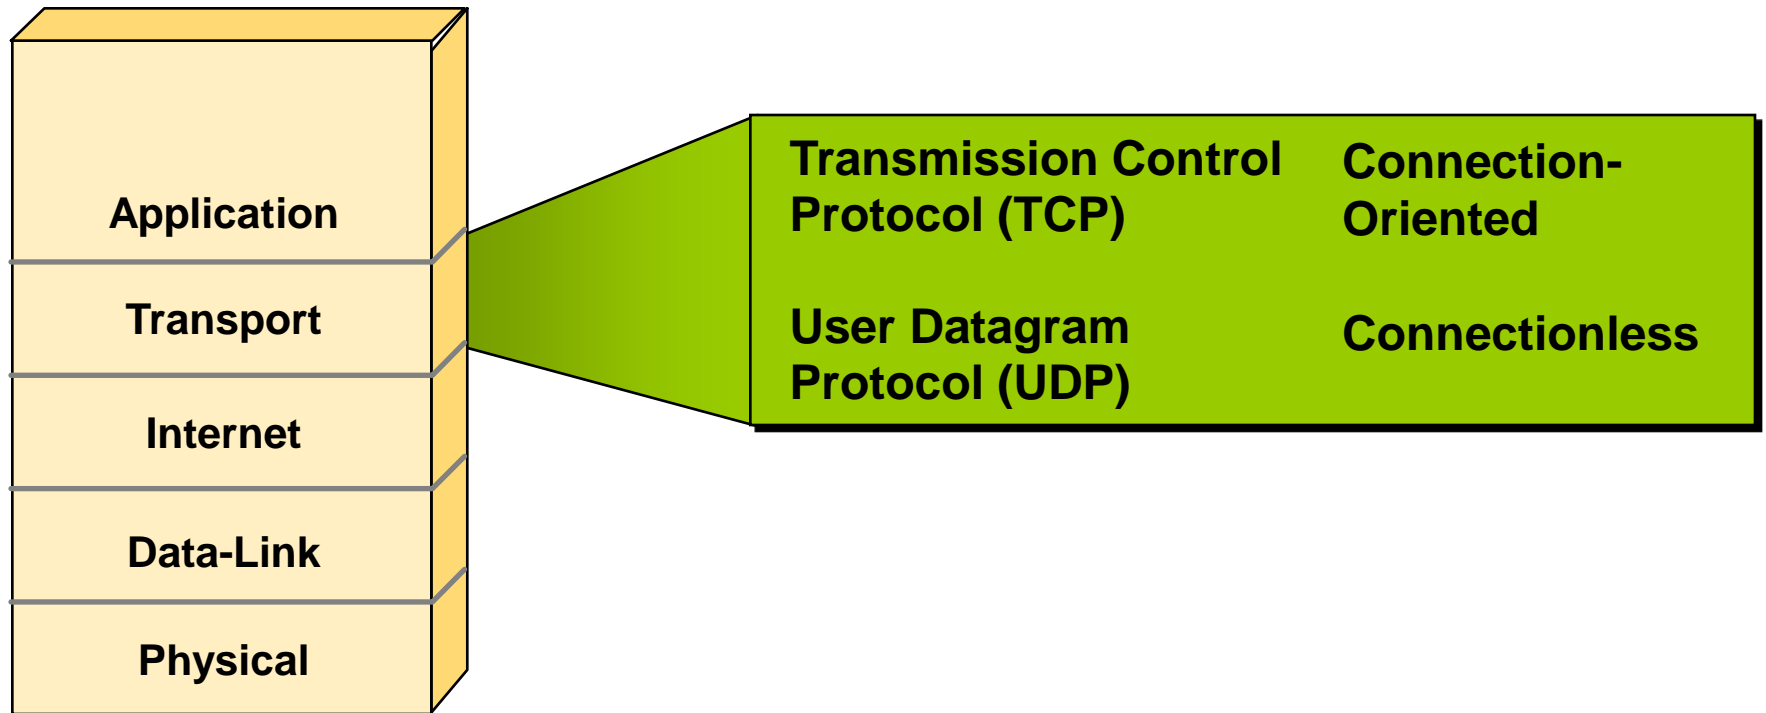 Application
Transport
Internet
Data-Link
Physical
Transmission Control
Protocol (TCP)
Connection-
Oriented
User Datagram
Protocol (UDP)
Connectionless